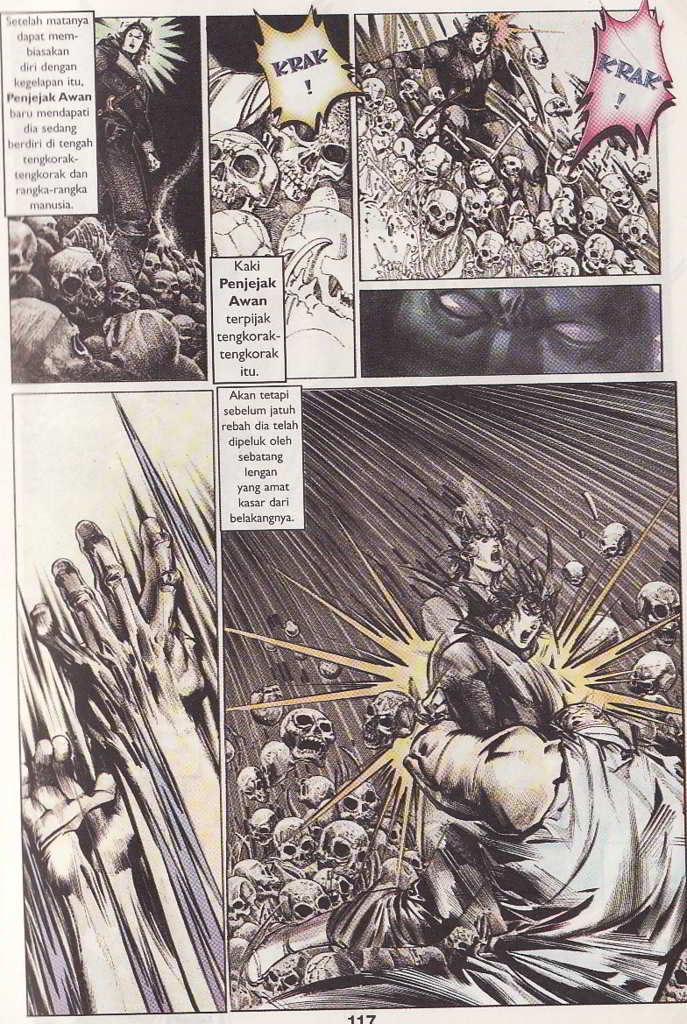 Setelah matanya
dapat mem-
biasakan
diri dengan
kegelapan itu,
Penjejak Awan
baru mendapati
dia sedang
berdiri di tengah
tengkorak-
tengkorak dan
rangka-rangka
manusia.
KRAK
!
KRAK
!
Kaki
Penjejak
Awan
terpijak
tengkorak-
tengkorak
itu.
Akan tetapi
sebelum jatuh
rebah dia telah
dipeluk oleh
sebatang
lengan
yang amat
kasar dari
belakangnya.
117